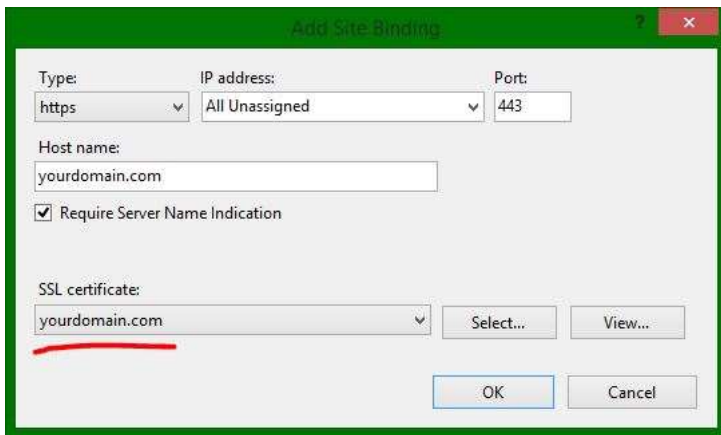 Add Site Binding ?
Type: IP address: Port:
https All Unassigned 443
Host name:
yourdomain.com
Require Server Name Indication
SSL certificate:
yourdomain.com Select... View...
OK Cancel